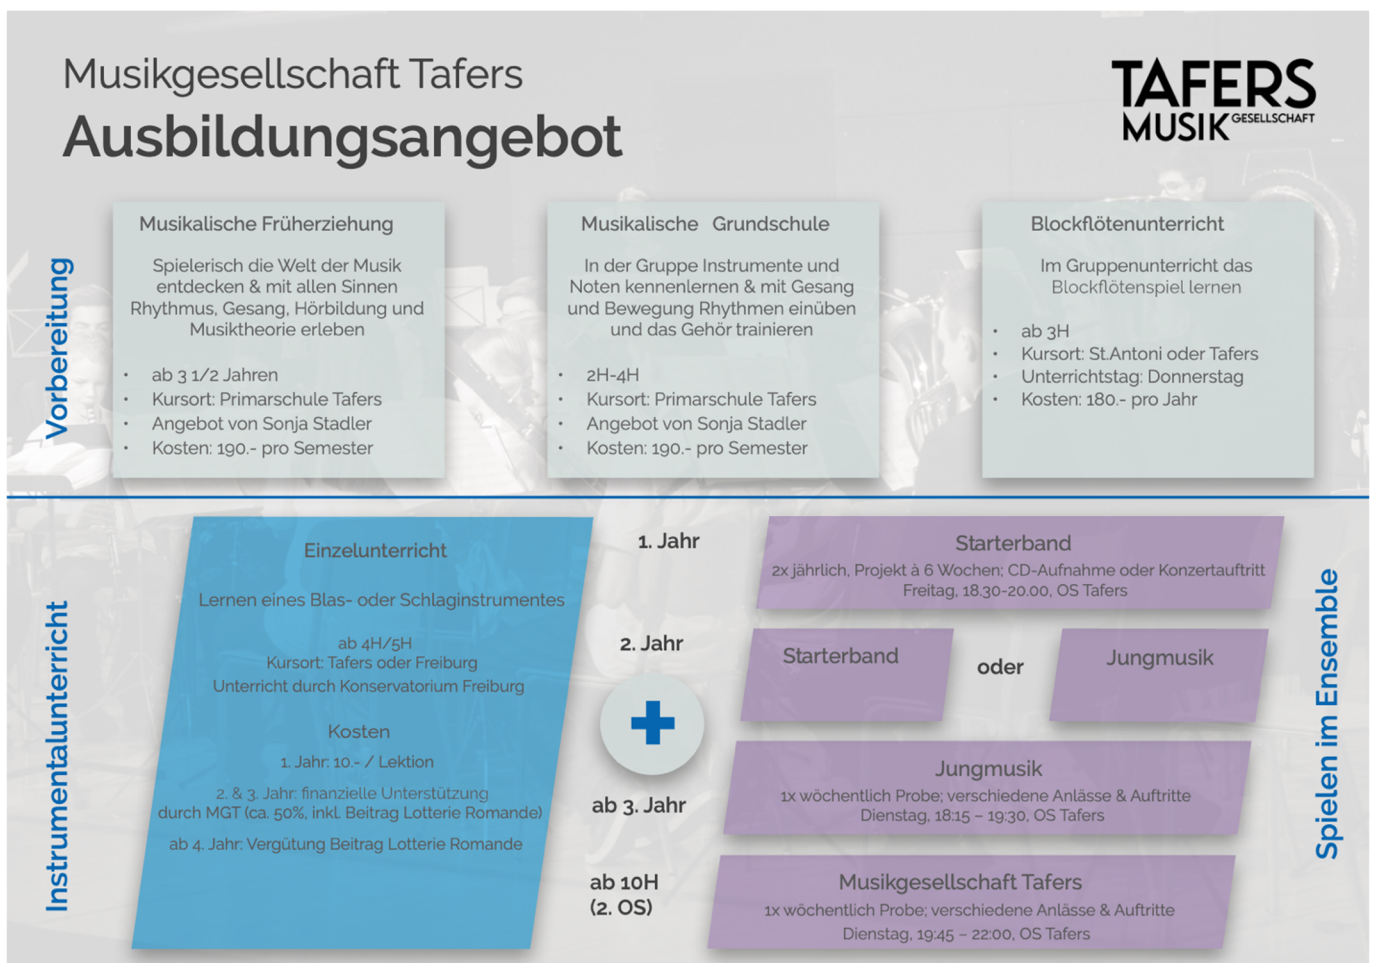 Musikgesellschaft Tafers
Ausbildungsangebot
TAFERS
MUSIK GESELLSCHAFT
Vorbereitung
Musikalische Früherziehung
Spielerisch die Welt der Musik
entdecken & mit allen Sinnen
Rhythmus, Gesang, Hörbildung und
Musiktheorie erleben
• ab 3 1/2 Jahren
• Kursort: Primarschule Tafers
• Angebot von Sonja Stadler
• Kosten: 190.- pro Semester
Musikalische Grundschule
In der Gruppe Instrumente und
Noten kennenlernen & mit Gesang
und Bewegung Rhythmen einüben
und das Gehör trainieren
• 2H-4H
• Kursort: Primarschule Tafers
• Angebot von Sonja Stadler
• Kosten: 190.- pro Semester
Blockflötenunterricht
Im Gruppenunterricht das
Blockflötenspiel lernen
• ab 3H
• Kursort: St.Antoni oder Tafers
• Unterrichtstag: Donnerstag
• Kosten: 180.- pro Jahr
Instrumentalunterricht
Einzelunterricht
Lernen eines Blas- oder Schlaginstrumentes
ab 4H/5H
Kursort: Tafers oder Freiburg
Unterricht durch Konservatorium Freiburg
Kosten
1. Jahr: 10.- / Lektion
2. & 3. Jahr: finanzielle Unterstützung
durch MGT (ca. 50%, inkl. Beitrag Lotterie Romande)
ab 4. Jahr: Vergütung Beitrag Lotterie Romande
1. Jahr
Starterband
2x jährlich, Projekt à 6 Wochen; CD-Aufnahme oder Konzertauftritt
Freitag, 18.30-20.00, OS Tafers
2. Jahr
Starterband
oder
Jungmusik
ab 3. Jahr
Jungmusik
1x wöchentlich Probe; verschiedene Anlässe & Auftritte
Dienstag, 18:15 – 19:30, OS Tafers
ab 10H
(2. OS)
Musikgesellschaft Tafers
1x wöchentlich Probe; verschiedene Anlässe & Auftritte
Dienstag, 19:45 – 22:00, OS Tafers
Spielen im Ensemble